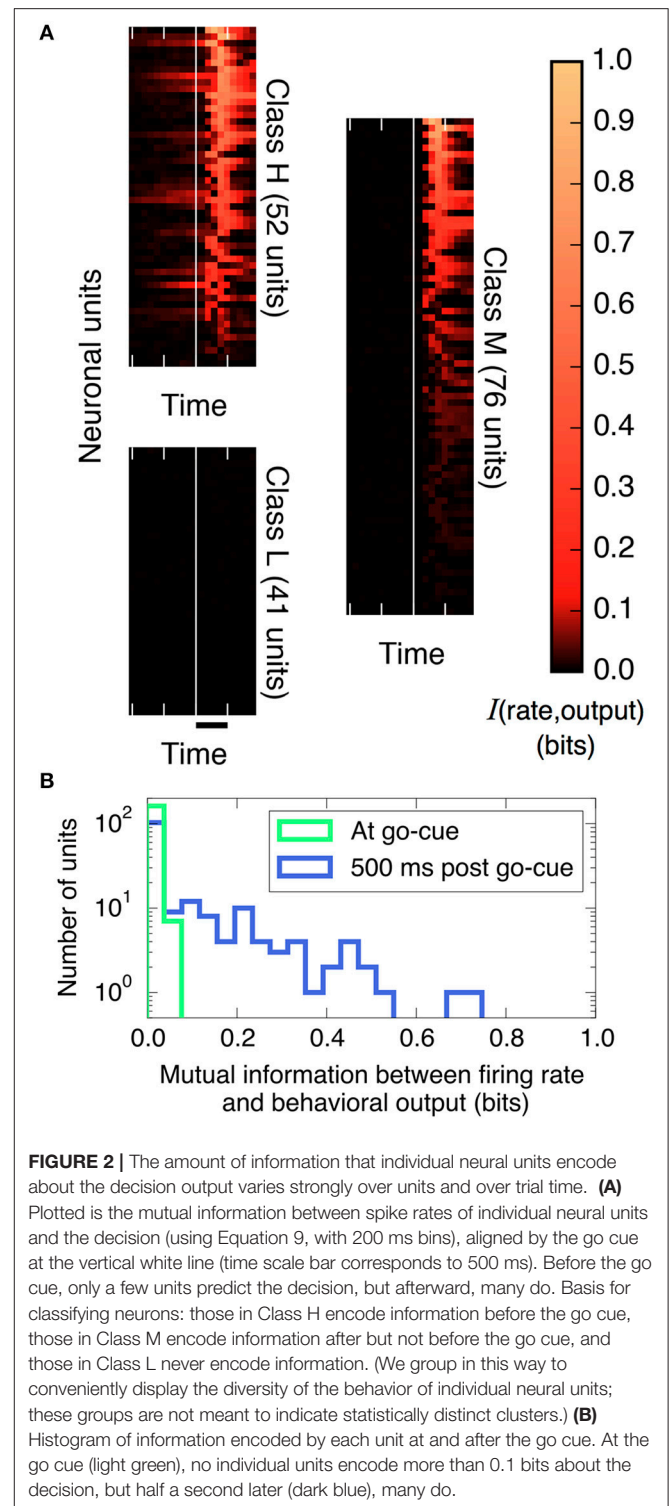 A
Neuronal units
Class H (52 units)
Time
Class L (41 units)
Time
Class M (76 units)
Time
1.0
0.9
0.8
0.7
0.6
0.5
0.4
0.3
0.2
0.1
0.0
I(rate,output)
(bits)
B
Number of units
10²
10¹
10⁰
At go-cue
500 ms post go-cue
0.0 0.2 0.4 0.6 0.8 1.0
Mutual information between firing rate
and behavioral output (bits)
FIGURE 2 | The amount of information that individual neural units encode
about the decision output varies strongly over units and over trial time. (A)
Plotted is the mutual information between spike rates of individual neural units
and the decision (using Equation 9, with 200 ms bins), aligned by the go cue
at the vertical white line (time scale bar corresponds to 500 ms). Before the go
cue, only a few units predict the decision, but afterward, many do. Basis for
classifying neurons: those in Class H encode information before the go cue,
those in Class M encode information after but not before the go cue, and
those in Class L never encode information. (We group in this way to
conveniently display the diversity of the behavior of individual neural units;
these groups are not meant to indicate statistically distinct clusters.) (B)
Histogram of information encoded by each unit at and after the go cue. At the
go cue (light green), no individual units encode more than 0.1 bits about the
decision, but half a second later (dark blue), many do.